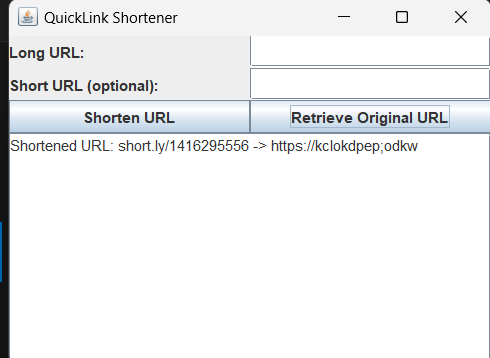 QuickLink Shortener
Long URL:
Short URL (optional):
Shorten URL
Retrieve Original URL
Shortened URL: short.ly/1416295556 -> https://kclokdpep;odkw